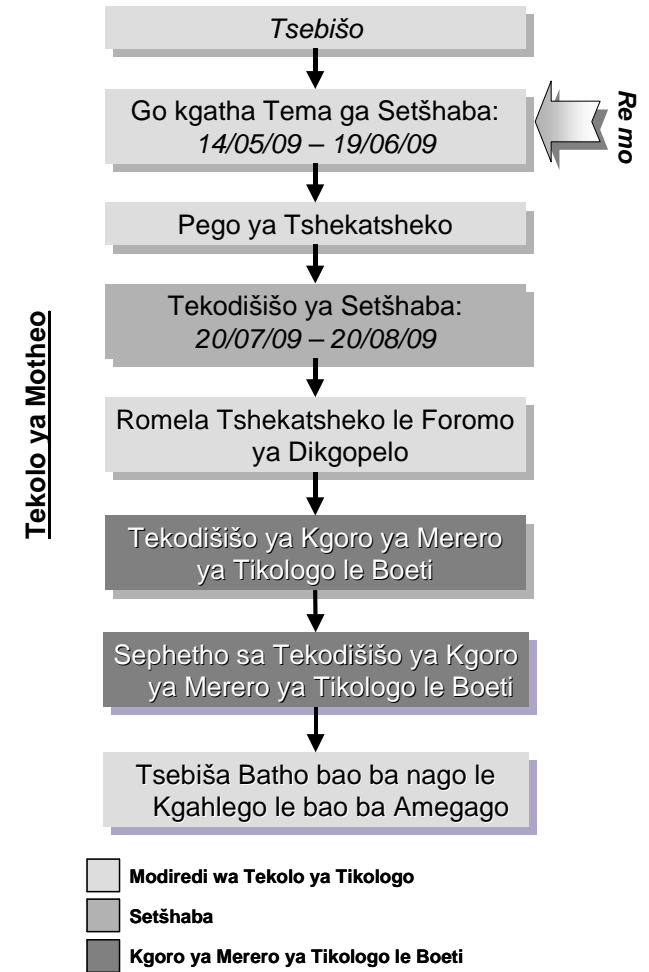 Tsebišo
Go kgatha Tema ga Setšhaba:
14/05/09 – 19/06/09
Re mo
Pego ya Tshekatsheko
Tekodišišo ya Setšhaba:
20/07/09 – 20/08/09
Tekolo ya Motheo
Romela Tshekatsheko le Foromo
ya Dikgopelo
Tekodišišo ya Kgoro ya Merero
ya Tikologo le Boeti
Sephetho sa Tekodišišo ya Kgoro
ya Merero ya Tikologo le Boeti
Tsebiša Batho bao ba nago le
Kgahlego le bao ba Amegago
Modiredi wa Tekolo ya Tikologo
Setšhaba
Kgoro ya Merero ya Tikologo le Boeti